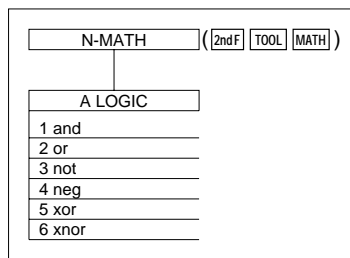 N-MATH ( 2ndF TOOL MATH )
A LOGIC
1 and
2 or
3 not
4 neg
5 xor
6 xnor